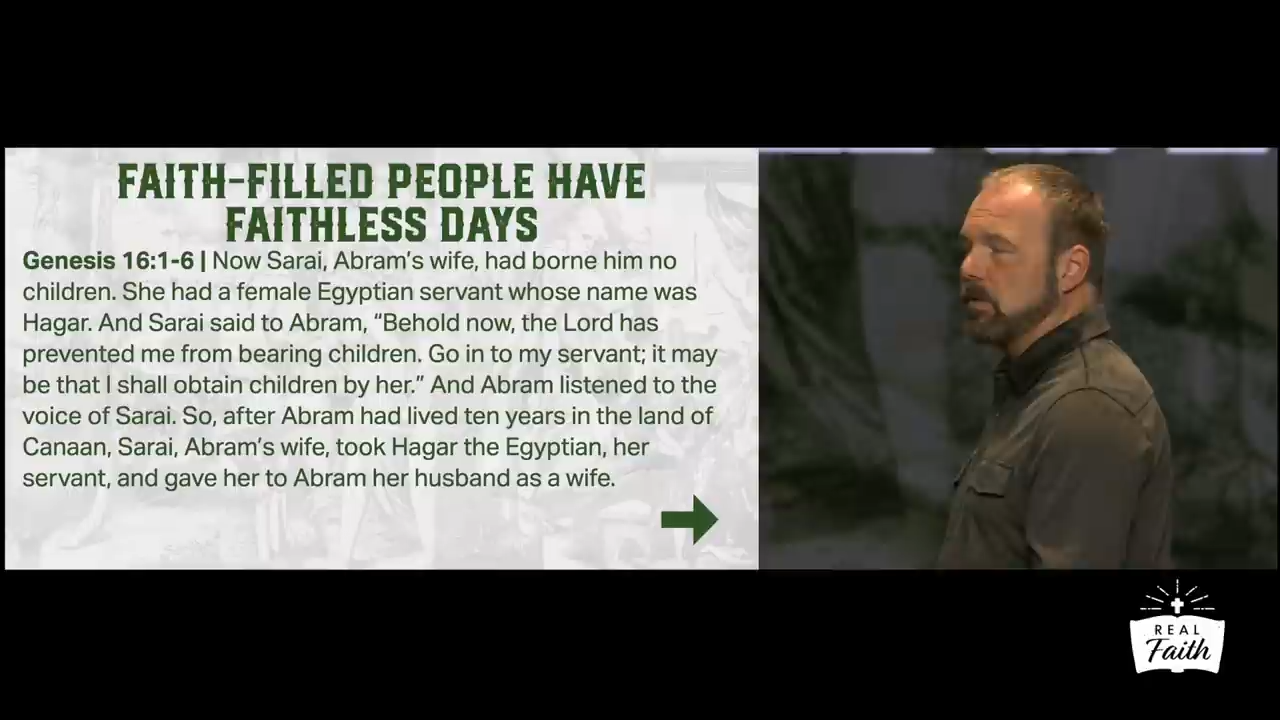 FAITH-FILLED PEOPLE HAVE
FAITHLESS DAYS
Genesis 16:1-6 | Now Sarai, Abram’s wife, had borne him no
children. She had a female Egyptian servant whose name was
Hagar. And Sarai said to Abram, “Behold now, the Lord has
prevented me from bearing children. Go in to my servant; it may
be that I shall obtain children by her.” And Abram listened to the
voice of Sarai. So, after Abram had lived ten years in the land of
Canaan, Sarai, Abram’s wife, took Hagar the Egyptian, her
servant, and gave her to Abram her husband as a wife.
REAL
Faith